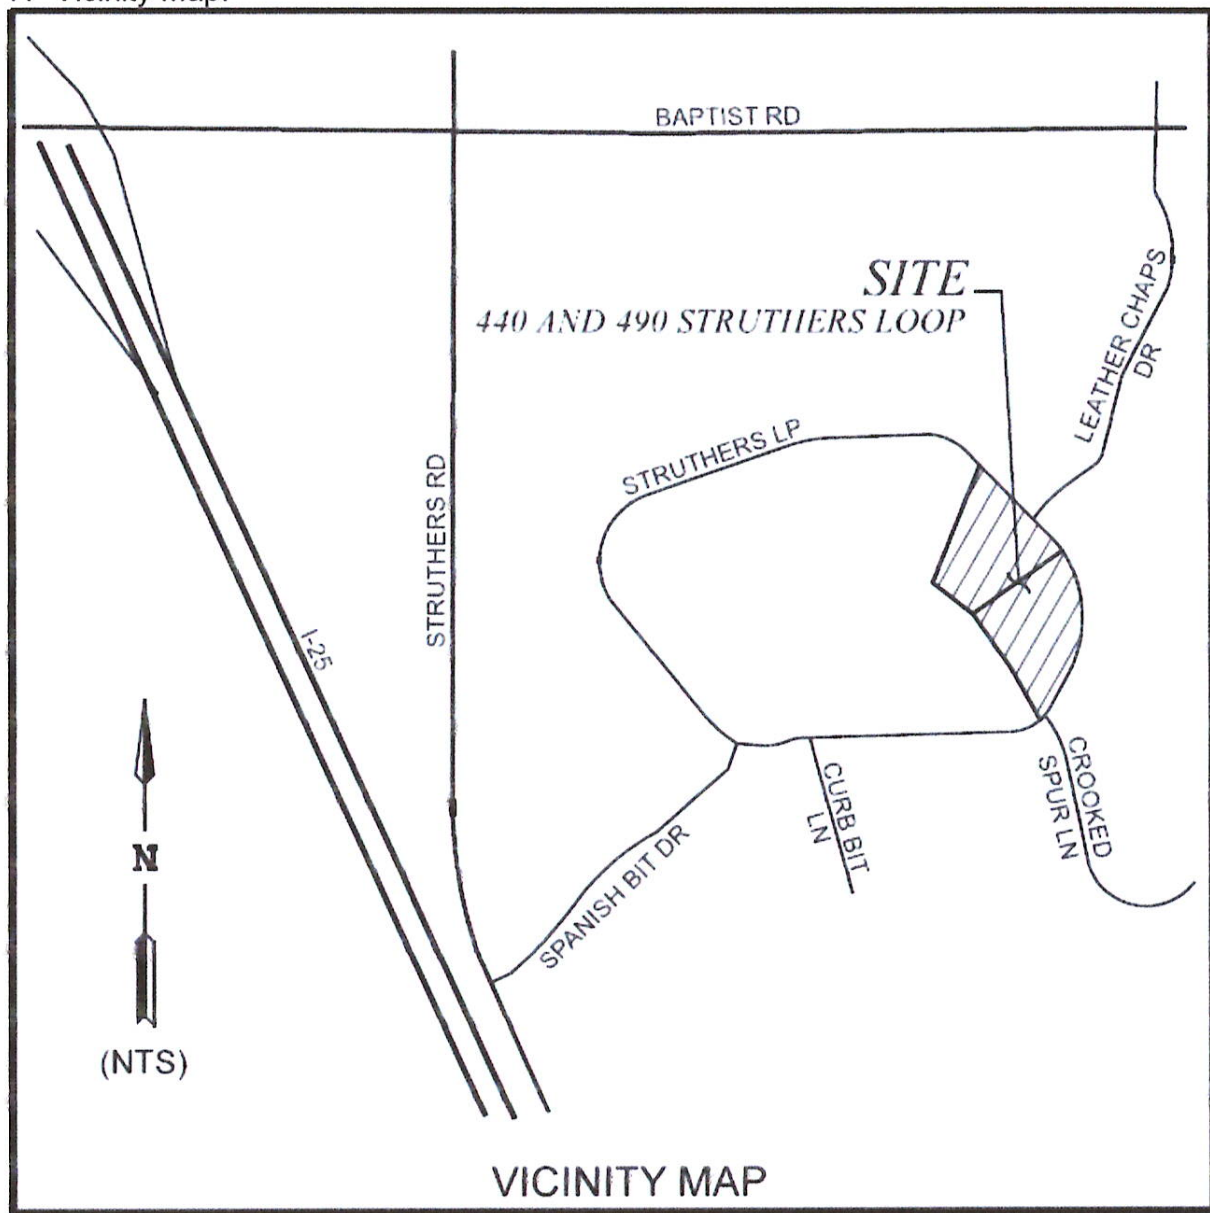 BAPTIST RD
SITE
440 AND 490 STRUTHERS LOOP
LEATHER CHAPS
DR
STRUTHERS LP
STRUTHERS RD
I-25
N
(NTS)
SPANISH BIT DR
CURB BIT
LN
CROOKED
SPUR LN
VICINITY MAP